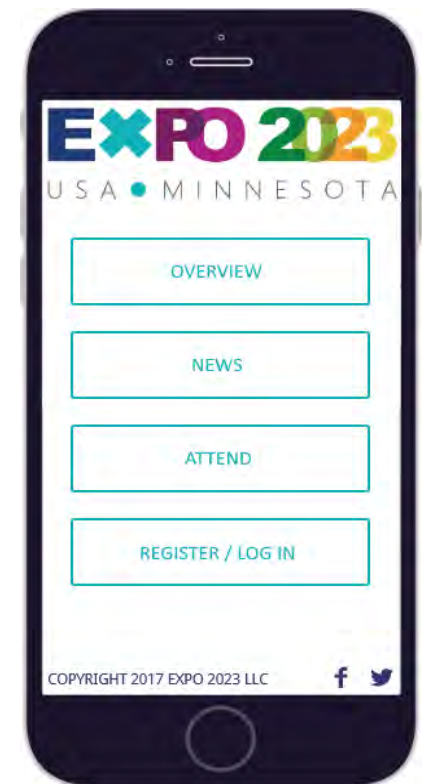 EXPO 2023
USA MINNESOTA
OVERVIEW
NEWS
ATTEND
REGISTER / LOG IN
COPYRIGHT 2017 EXPO 2023 LLC